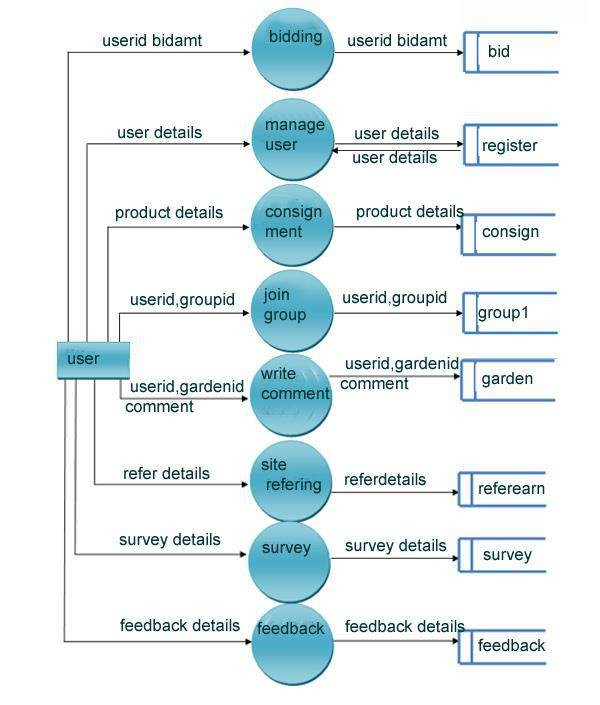 userid bidamt
bidding
userid bidamt
bid
user details
manage
user
user details
user details
register
product details
consign
ment
product details
consign
userid,groupid
join
group
userid,groupid
group1
user
userid,gardenid
comment
write
comment
userid,gardenid
comment
garden
refer details
site
refering
referdetails
referearn
survey details
survey
survey details
survey
feedback details
feedback
feedback details
feedback